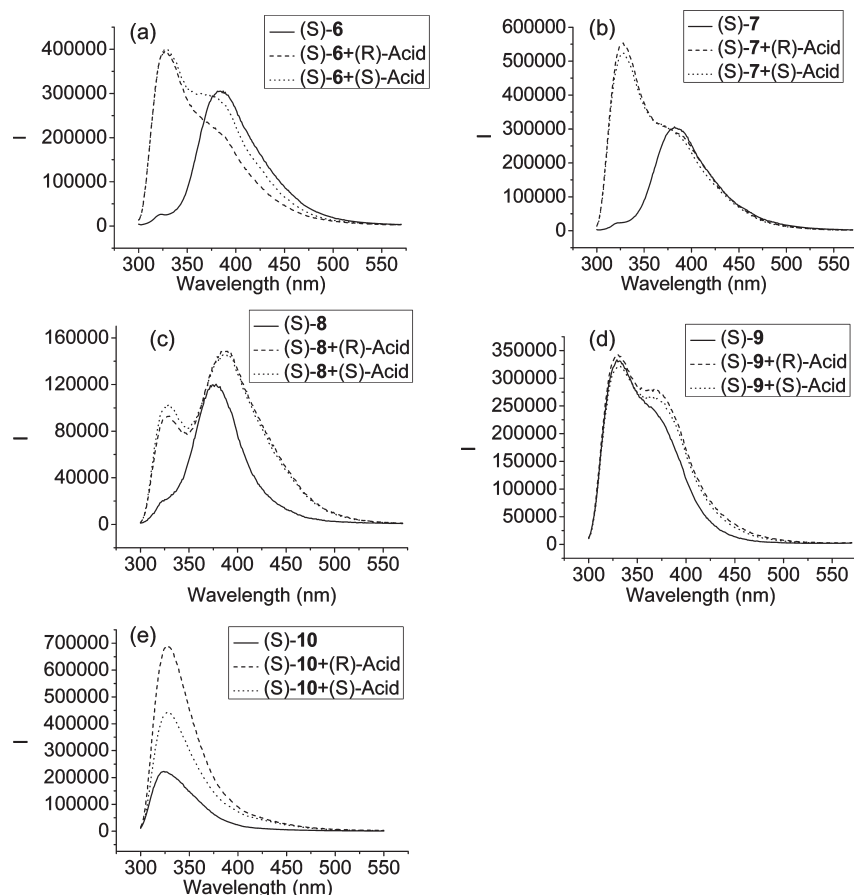 (a)
(S)-6
(S)-6+(R)-Acid
(S)-6+(S)-Acid
400000
300000
200000
100000
0
I
300 350 400 450 500 550
Wavelength (nm)
(b)
(S)-7
(S)-7+(R)-Acid
(S)-7+(S)-Acid
600000
500000
400000
300000
200000
100000
0
I
300 350 400 450 500 550
Wavelength (nm)
(c)
(S)-8
(S)-8+(R)-Acid
(S)-8+(S)-Acid
160000
120000
80000
40000
0
I
300 350 400 450 500 550
Wavelength (nm)
(d)
(S)-9
(S)-9+(R)-Acid
(S)-9+(S)-Acid
350000
300000
250000
200000
150000
100000
50000
0
I
300 350 400 450 500 550
Wavelength (nm)
(e)
(S)-10
(S)-10+(R)-Acid
(S)-10+(S)-Acid
700000
600000
500000
400000
300000
200000
100000
0
I
300 350 400 450 500 550
Wavelength (nm)